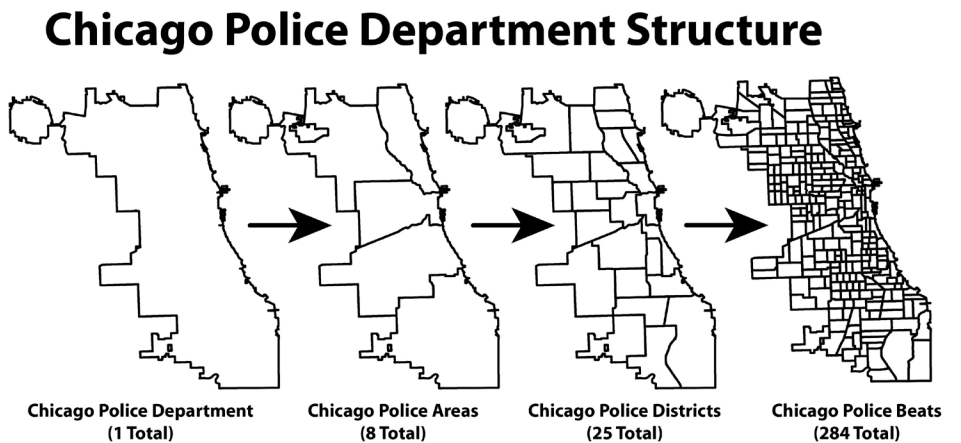 Chicago Police Department Structure
Chicago Police Department
(1 Total)
Chicago Police Areas
(8 Total)
Chicago Police Districts
(25 Total)
Chicago Police Beats
(284 Total)